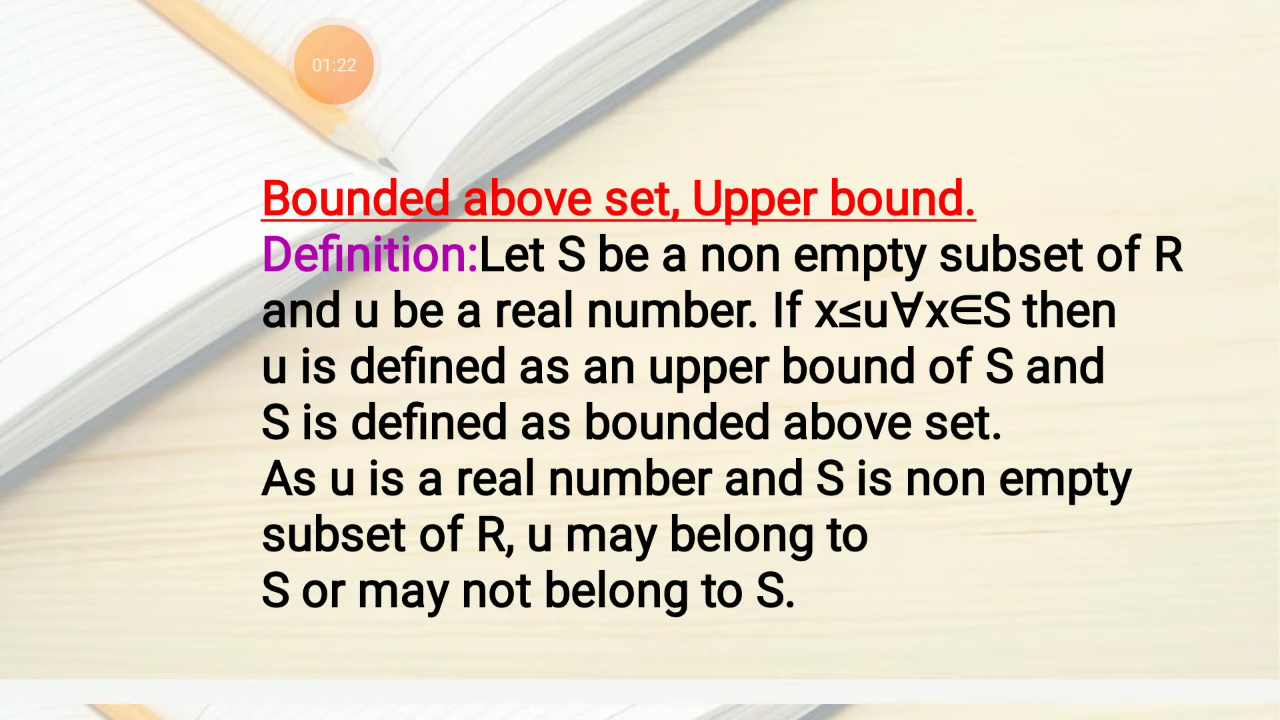 01:22
Bounded above set, Upper bound.
Definition:Let S be a non empty subset of R
and u be a real number. If x≤u∀x∈S then
u is defined as an upper bound of S and
S is defined as bounded above set.
As u is a real number and S is non empty
subset of R, u may belong to
S or may not belong to S.